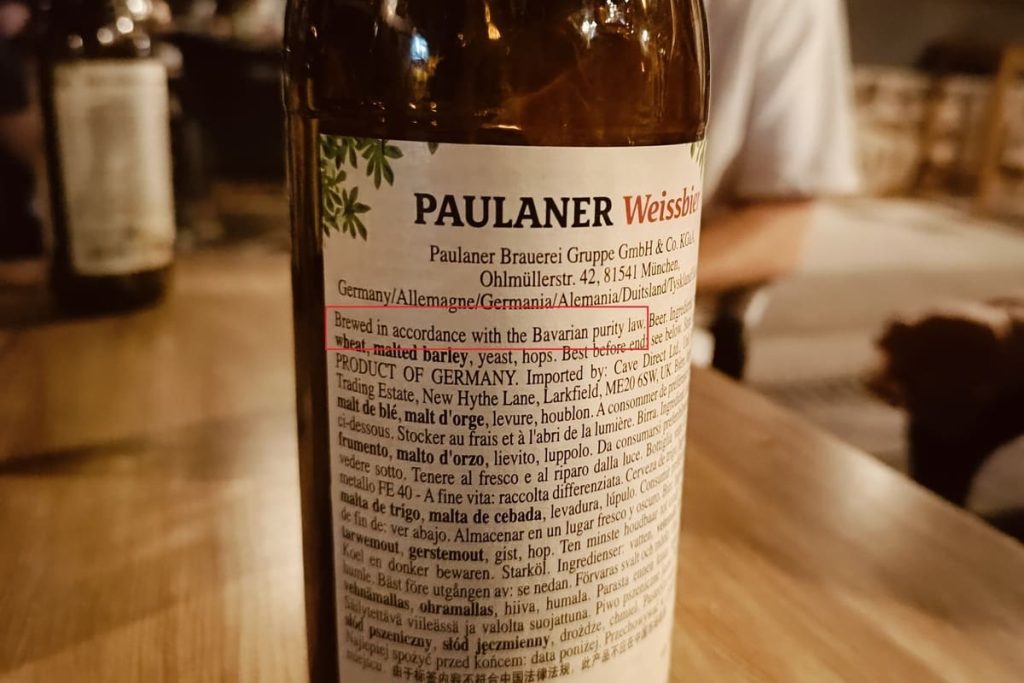 PAULANER Weissbier
Paulaner Brauerei Gruppe GmbH & Co. KGaA,
Ohlmüllerstr. 42, 81541 München,
Germany/Allemagne/Germania/Alemania/Duitsland/Tyskland
Brewed in accordance with the Bavarian purity law. Beer.
wheat, malted barley, yeast, hops. Best before end: see below.
PRODUCT OF GERMANY. Imported by: Cave Direct Ltd.,
Trading Estate, New Hythe Lane, Larkfield, ME20 6SW, UK
malt de blé, malt d'orge, levure, houblon. A consommer de
ci-dessous. Stocker au frais et à l'abri de la lumière. Birra.
frumento, malto d'orzo, lievito, luppolo. Da consumarsi
vedere sotto. Tenere al fresco e al riparo dalla luce.
metallo FE 40 - A fine vita: raccolta differenziata. Cerveza de
malta de trigo, malta de cebada, levadura, lúpulo.
de fin de: ver abajo. Almacenar en un lugar fresco y oscuro.
tarwemout, gerstemout, gist, hop. Ten minste houdbaar
Koel en donker bewaren. Starköl. Ingredienser: vatten,
humle. Bäst före utgången av: se nedan. Förvaras svalt och
vehnämallas, ohramallas, hiiva, humala. Parasta ennen
Säilytettävä viileässä ja valolta suojattuna. Piwo
słód pszeniczny, słód jęczmienny, drożdże, chmiel.
Najlepiej spożyć przed końcem: data poniżej.
miejscu